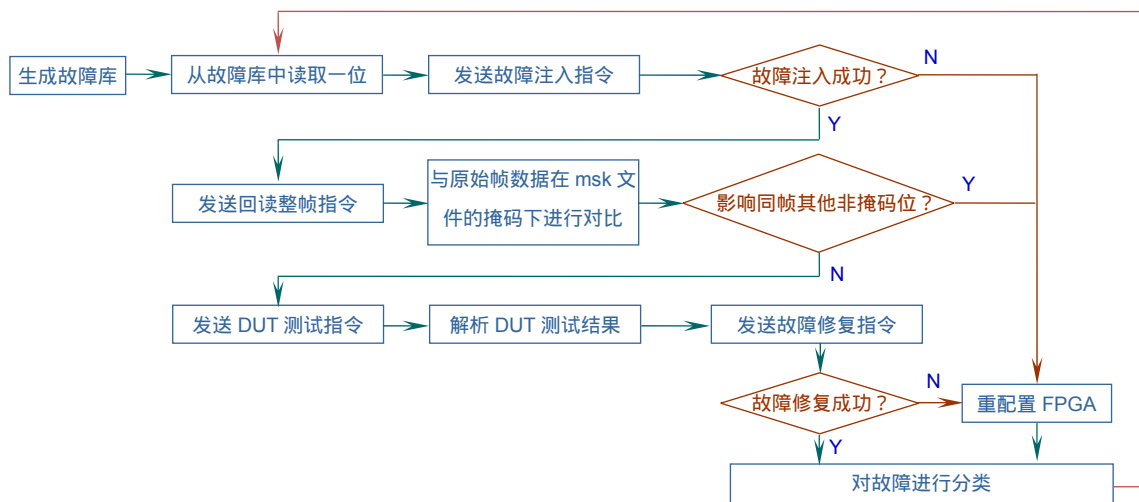 生成故障库
从故障库中读取一位
发送故障注入指令
故障注入成功？
N
Y
发送回读整帧指令
与原始帧数据在 msk 文
件的掩码下进行对比
影响同帧其他非掩码位？
Y
N
发送 DUT 测试指令
解析 DUT 测试结果
发送故障修复指令
故障修复成功？
N
重配置 FPGA
Y
对故障进行分类